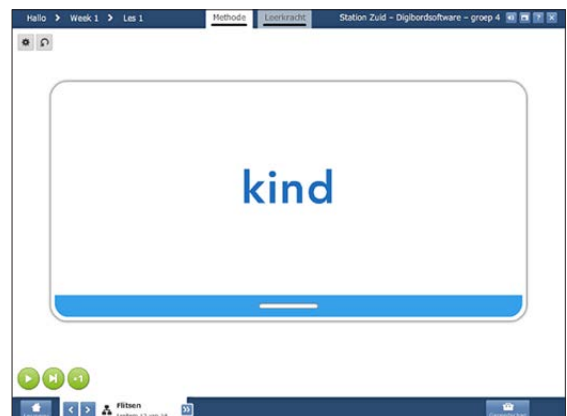 Hallo > Week 1 > Les 1 Methode Leerkracht Station Zuid – Digibordsoftware – groep 4
kind
+1
Flitsen